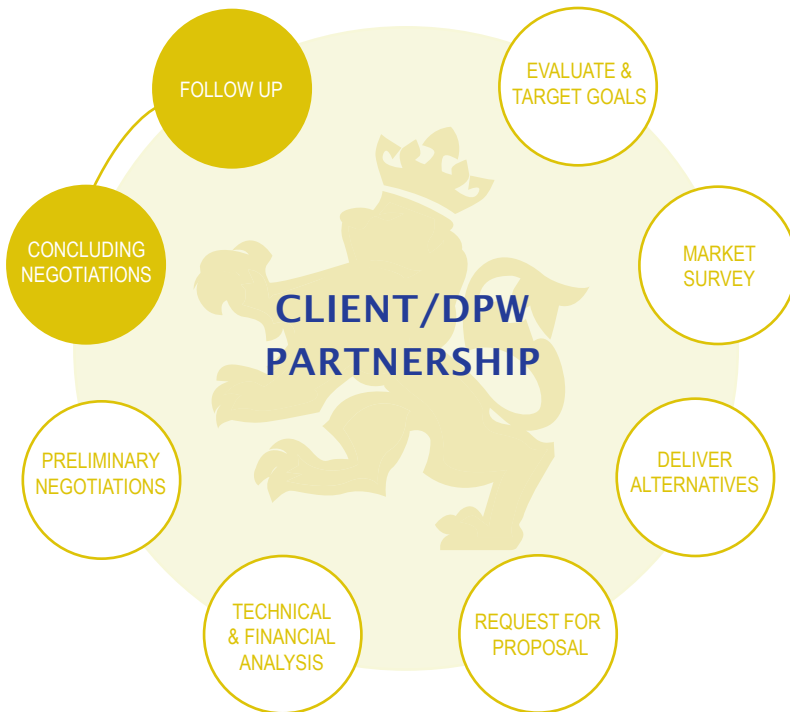 FOLLOW UP
EVALUATE &
TARGET GOALS
CONCLUDING
NEGOTIATIONS
MARKET
SURVEY
CLIENT/DPW
PARTNERSHIP
PRELIMINARY
NEGOTIATIONS
DELIVER
ALTERNATIVES
TECHNICAL
& FINANCIAL
ANALYSIS
REQUEST FOR
PROPOSAL